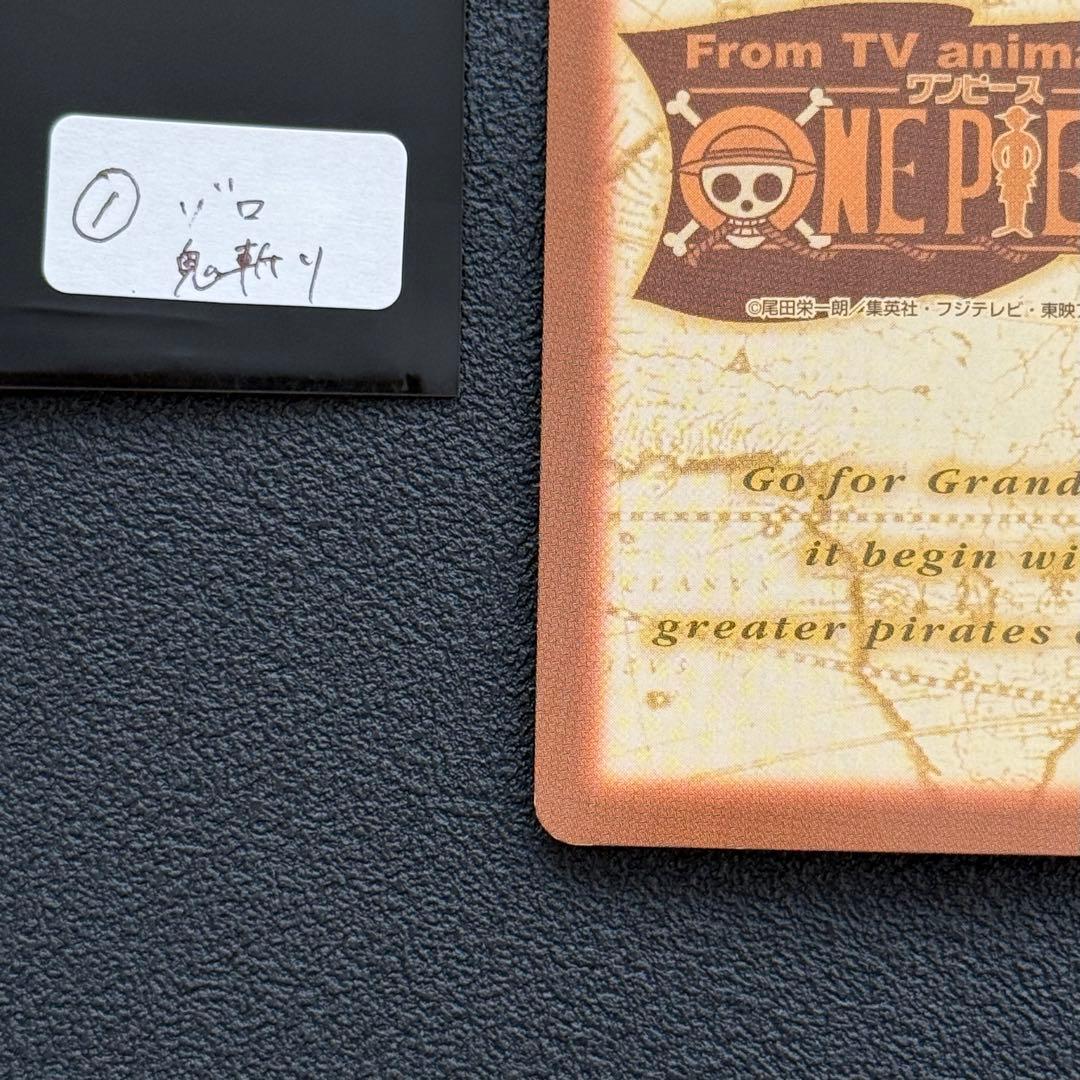 ① ゾロ
鬼斬り
From TV anima
ワンピース
ONE PIE
©尾田栄一朗／集英社・フジテレビ・東映ア
Go for Grand
it begin wi
greater pirates